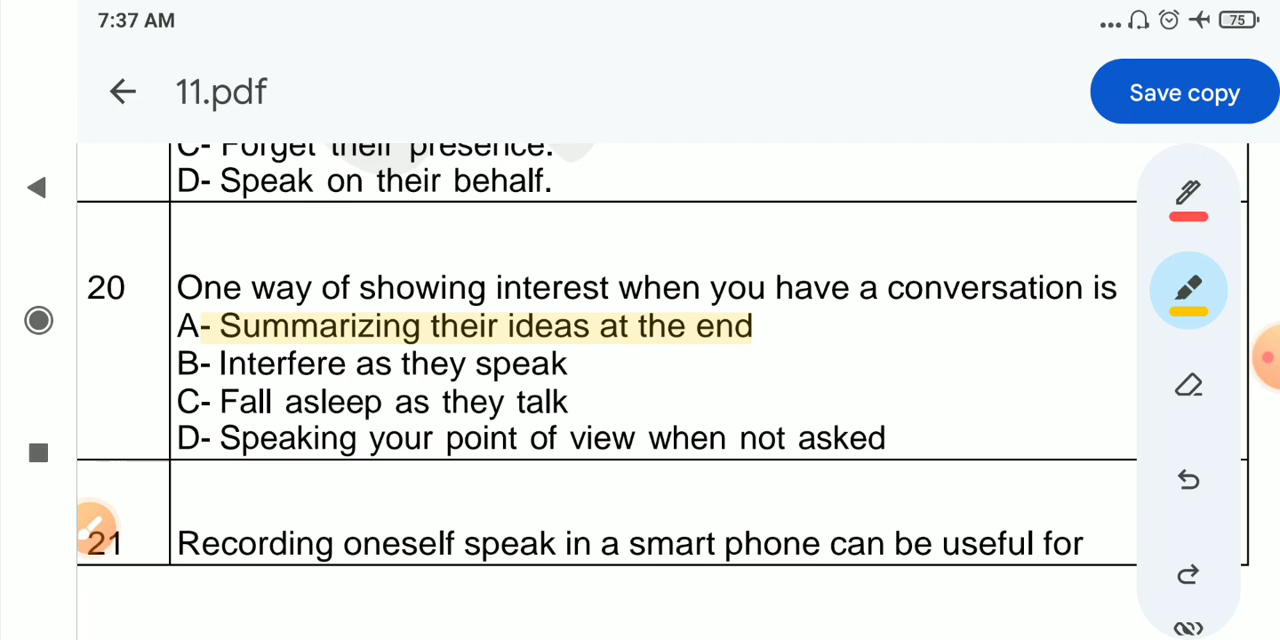 7:37 AM
75
11.pdf
Save copy
C- Forget their presence.
D- Speak on their behalf.
20
One way of showing interest when you have a conversation is
A- Summarizing their ideas at the end
B- Interfere as they speak
C- Fall asleep as they talk
D- Speaking your point of view when not asked
21
Recording oneself speak in a smart phone can be useful for